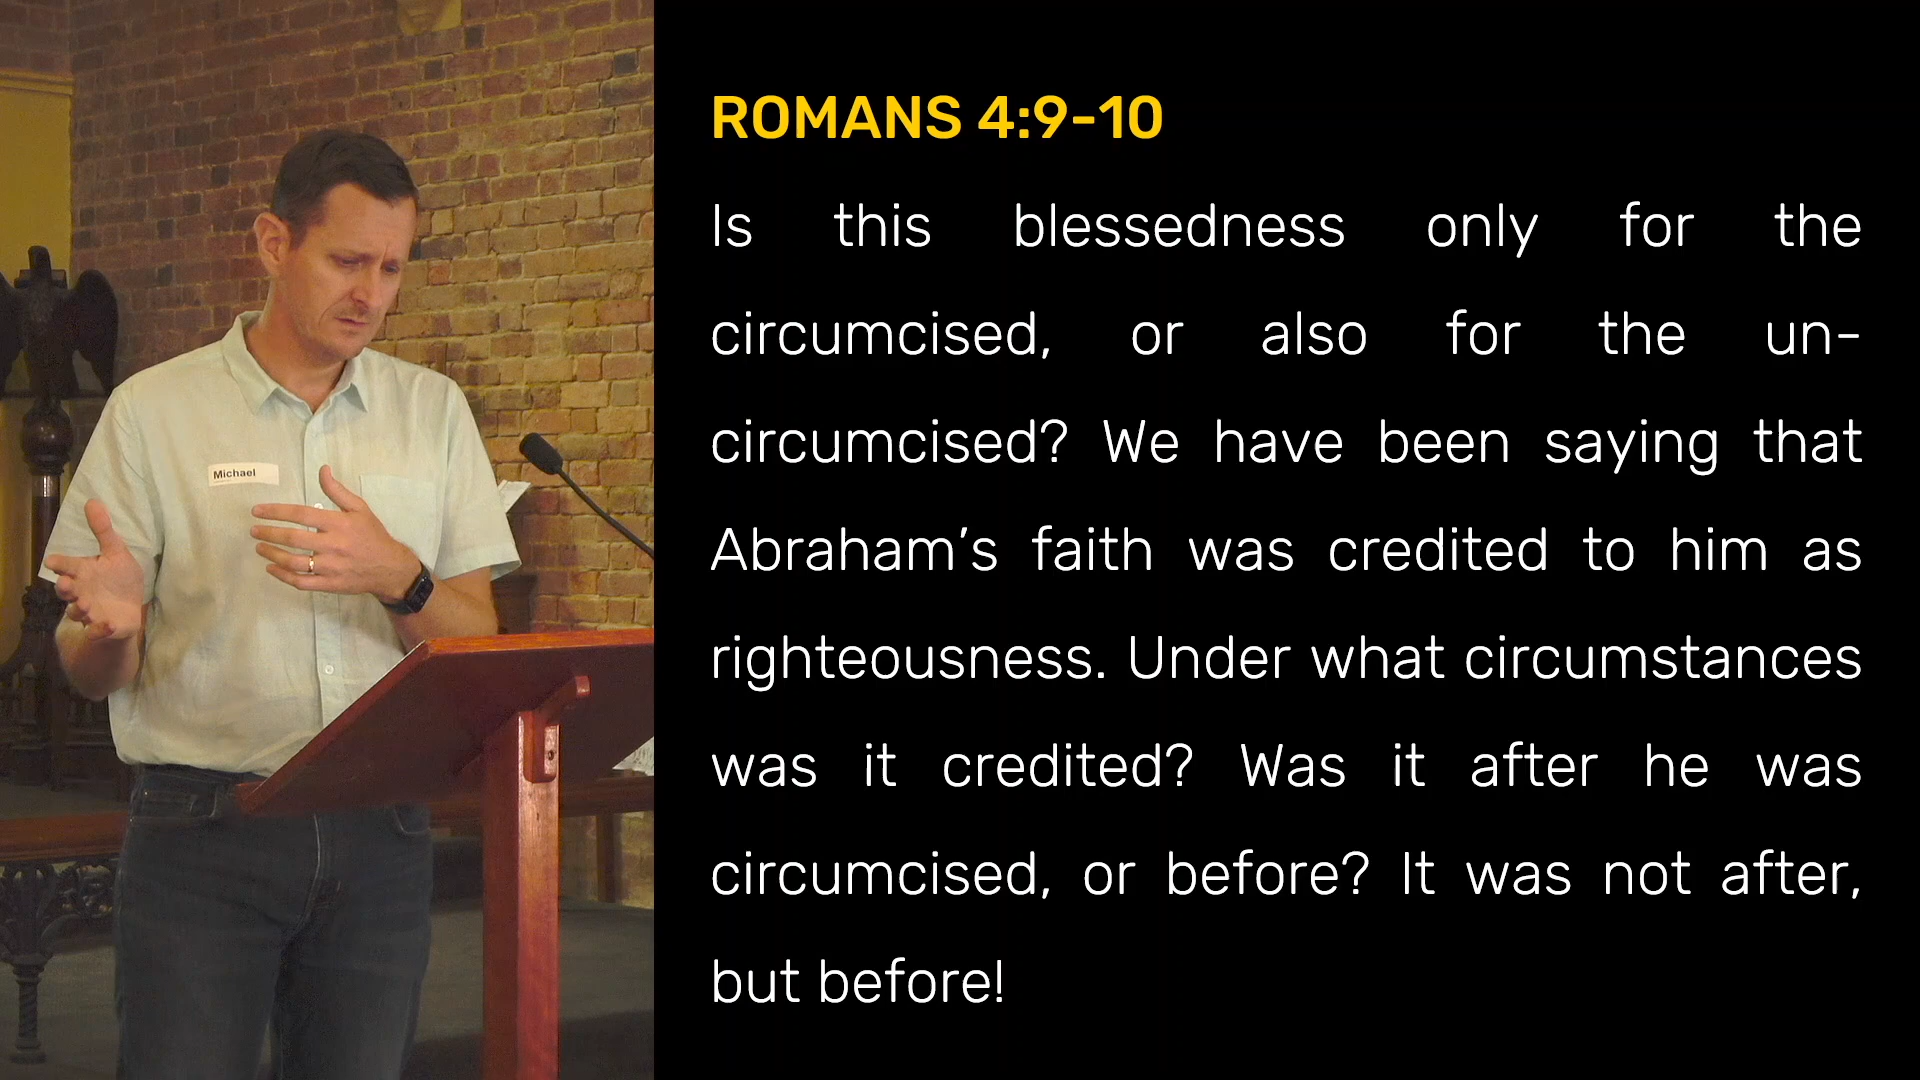 Michael
ROMANS 4:9-10
Is this blessedness only for the
circumcised, or also for the un-
circumcised? We have been saying that
Abraham’s faith was credited to him as
righteousness. Under what circumstances
was it credited? Was it after he was
circumcised, or before? It was not after,
but before!